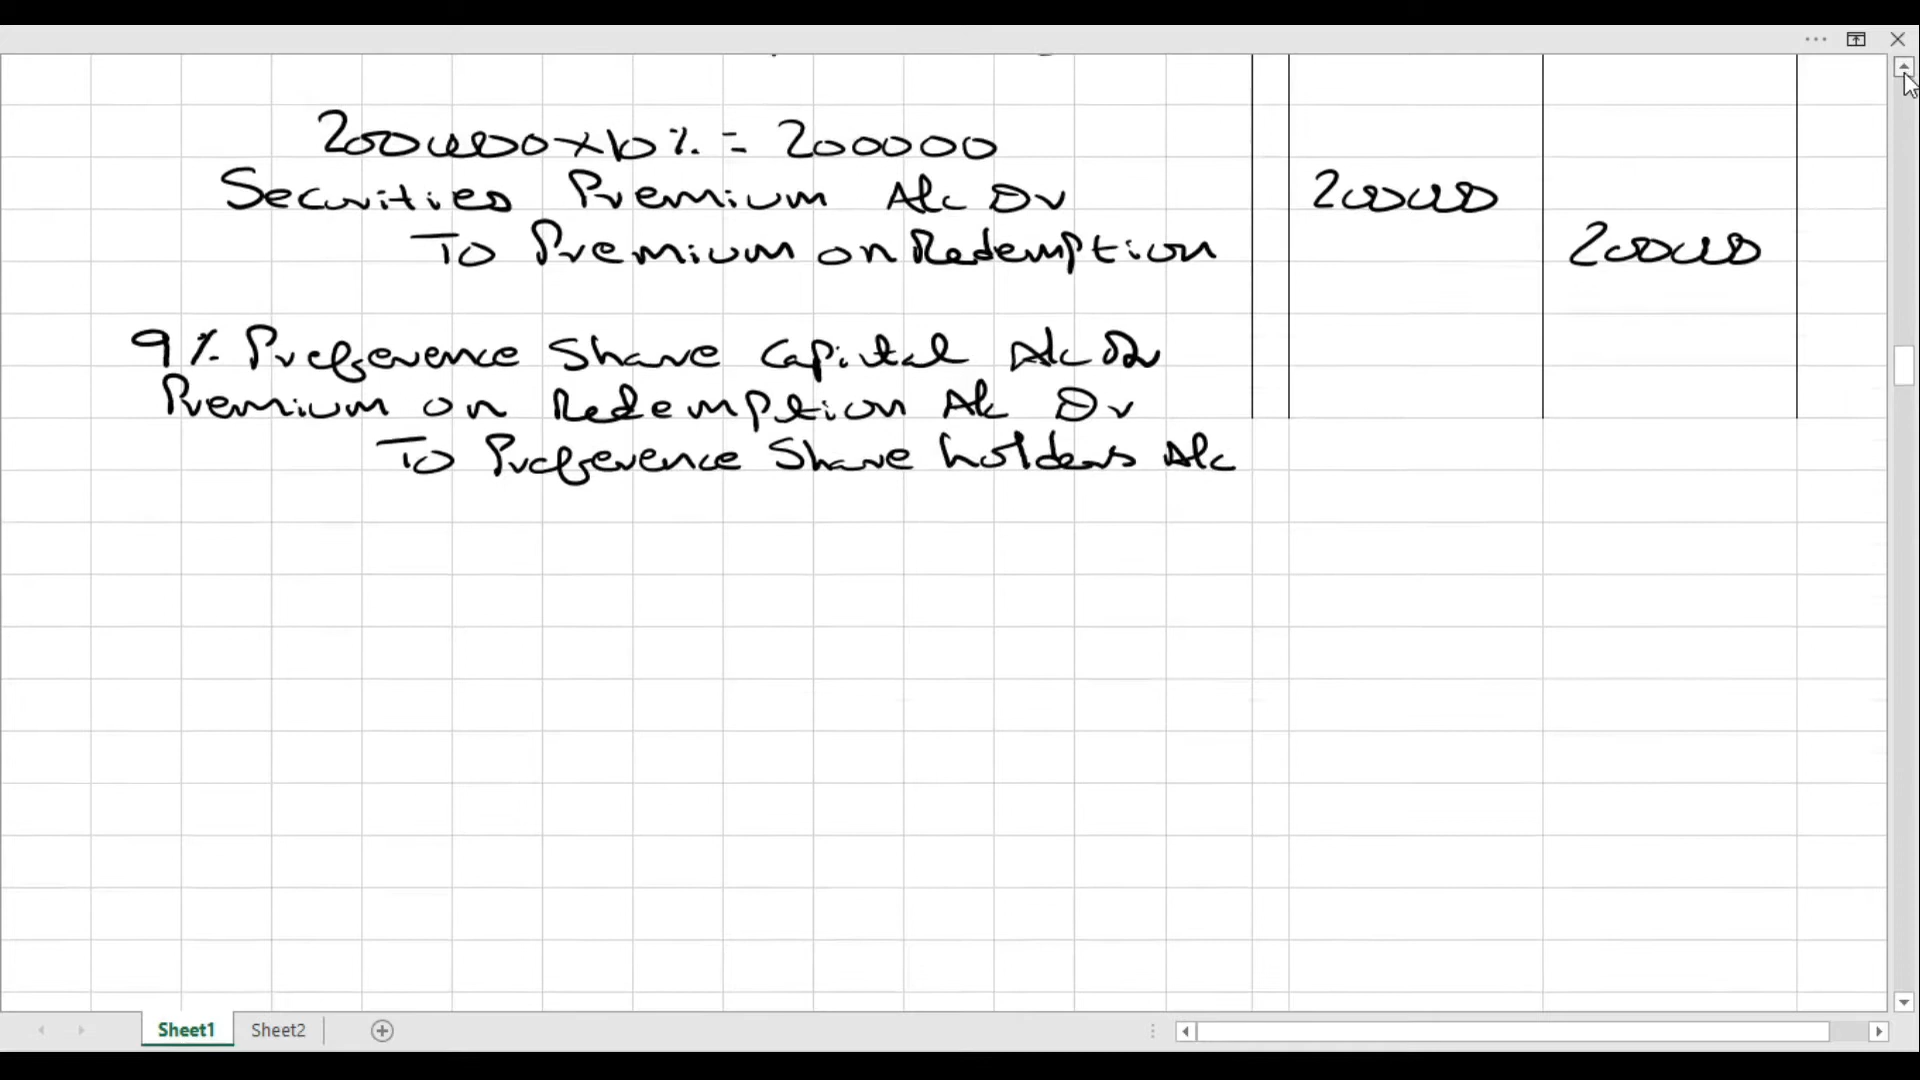 2000000×10% = 200000
Securities Premium A/c Dr 200000
To Premium on Redemption 200000
9% Preference Share Capital A/c Dr
Premium on Redemption A/c Dr
To Preference Share holders A/c
Sheet1 Sheet2